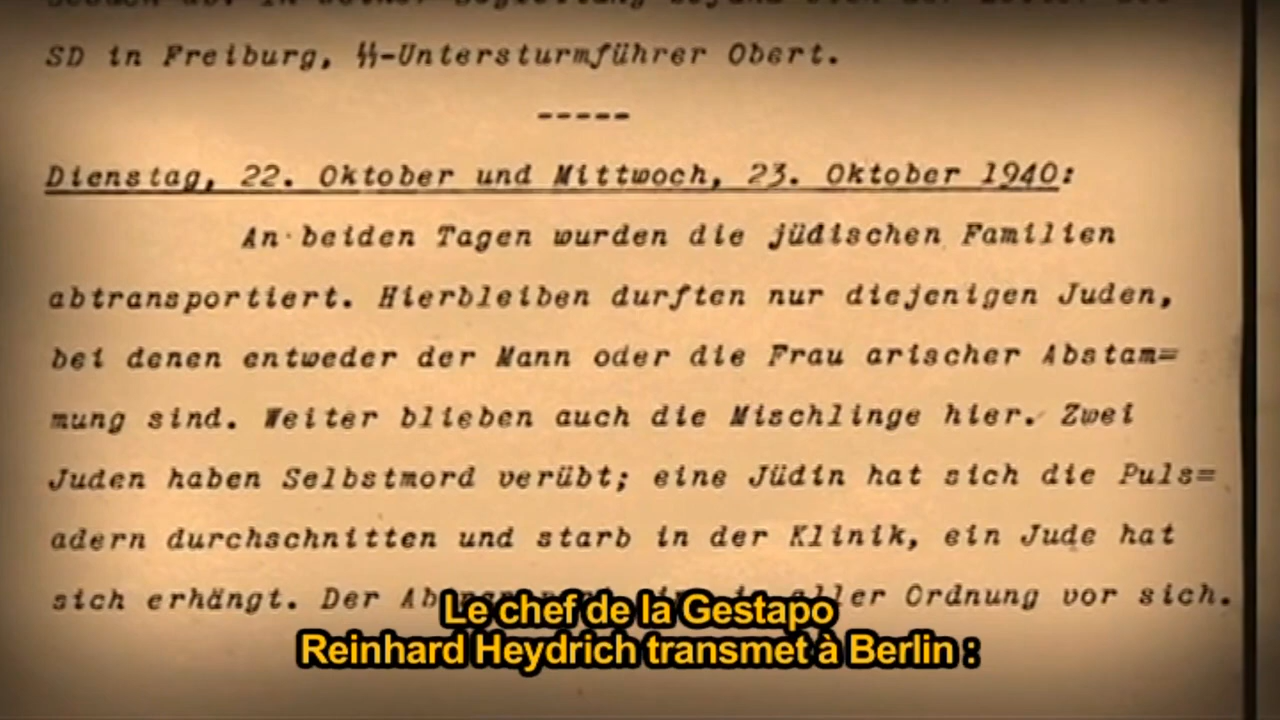 SD in Freiburg, SS-Untersturmführer Obert.
-----
Dienstag, 22. Oktober und Mittwoch, 23. Oktober 1940:
An beiden Tagen wurden die jüdischen Familien
abtransportiert. Hierbleiben durften nur diejenigen Juden,
bei denen entweder der Mann oder die Frau arischer Abstam=
mung sind. Weiter blieben auch die Mischlinge hier. Zwei
Juden haben Selbstmord verübt; eine Jüdin hat sich die Puls=
adern durchschnitten und starb in der Klinik, ein Jude hat
sich erhängt. Der aller Ordnung vor sich.
Le chef de la Gestapo
Reinhard Heydrich transmet à Berlin :